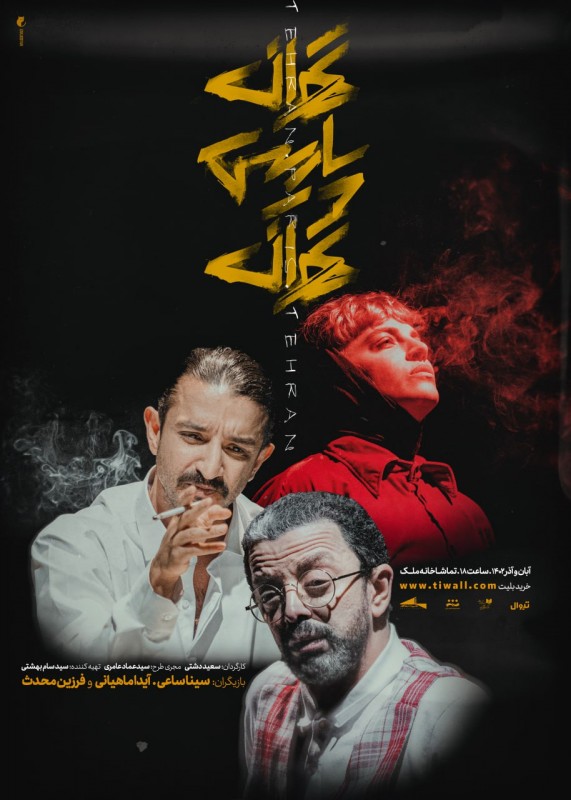 تهران
پاریس
تهران
TEHRAN.PARIS.TEHRAN
آبان و آذر ۱۴۰۲، ساعت ۱۸، تماشاخانه ملک
خرید بلیت www.tiwall.com
تیوال
کارگردان: سعید دشتی مجری طرح: سید عماد عامری تهیه کننده: سید سام بهشتی
بازیگران: سینا ساعی، آیدا ماهیانی و فرزین محدث